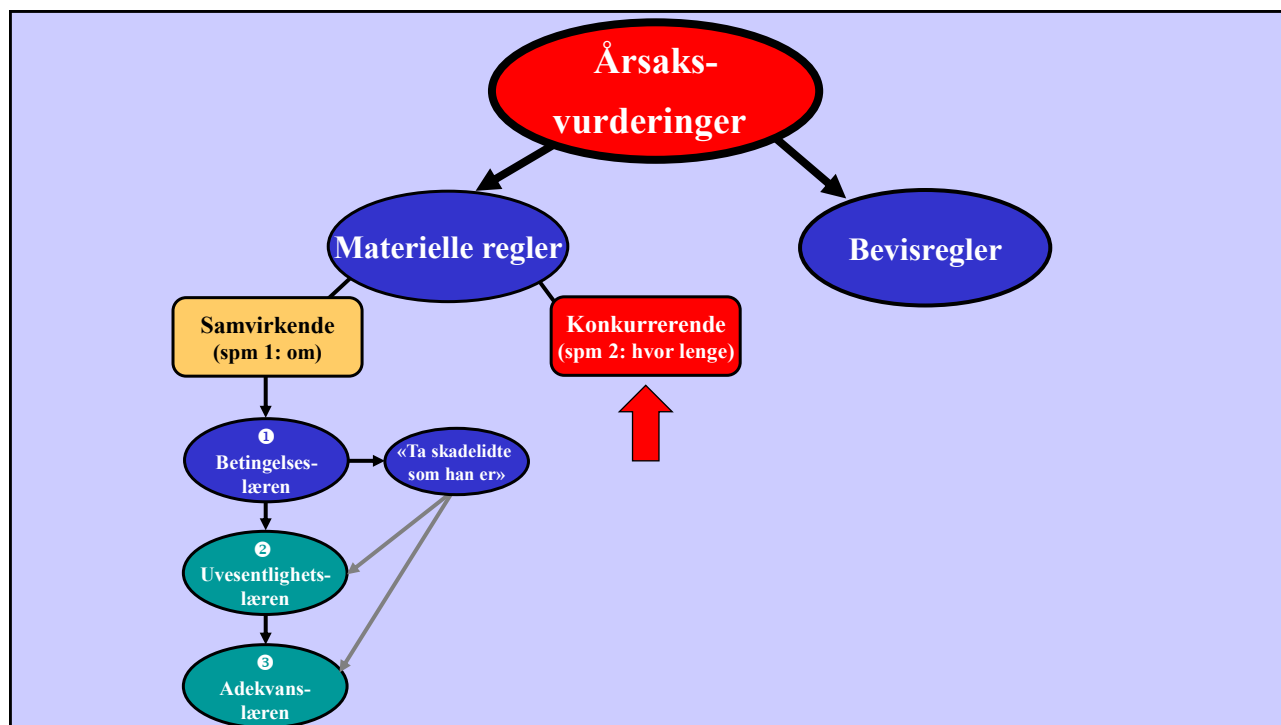 Årsaks-
vurderinger
Materielle regler
Bevisregler
Samvirkende
(spm 1: om)
Konkurrerende
(spm 2: hvor lenge)
❶
Betingelses-
læren
«Ta skadelidte
som han er»
❷
Uvesentlighets-
læren
❸
Adekvans-
læren